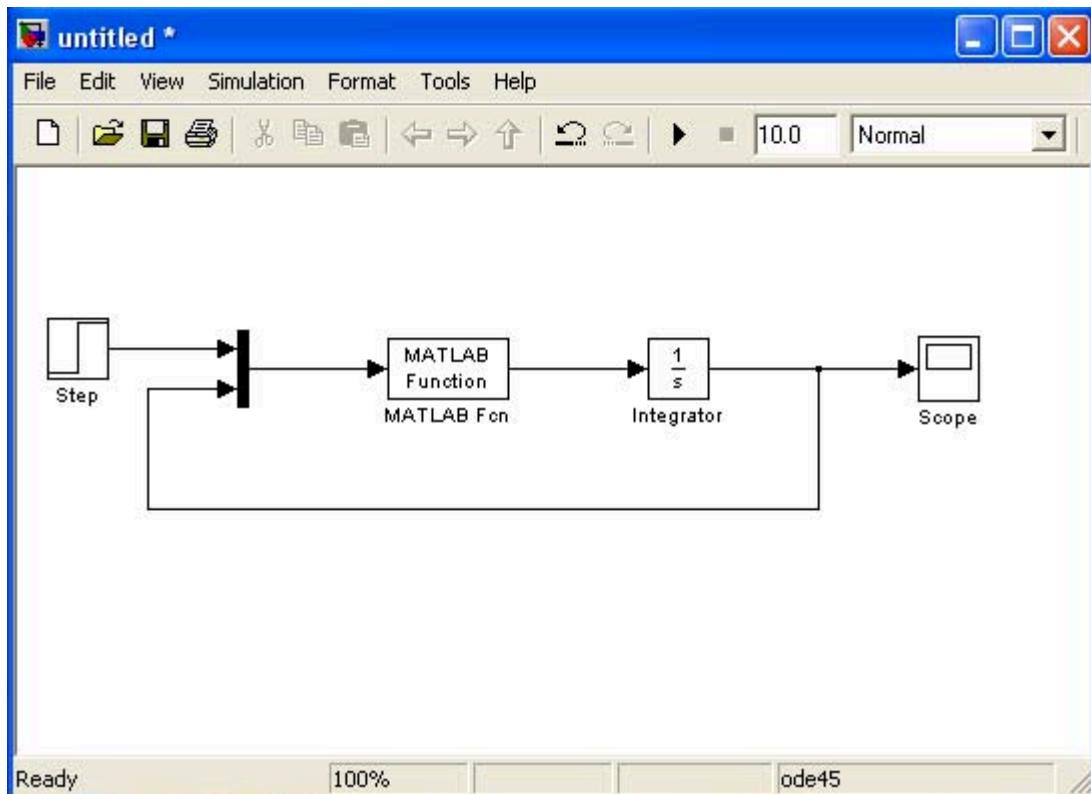 untitled *
File Edit View Simulation Format Tools Help
10.0 Normal
Step
MATLAB
Function
MATLAB Fcn
1
s
Integrator
Scope
Ready 100% ode45